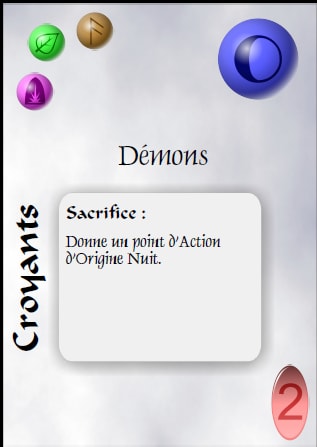 Démons
Croyants
Sacrifice :
Donne un point d'Action
d'Origine Nuit.
2